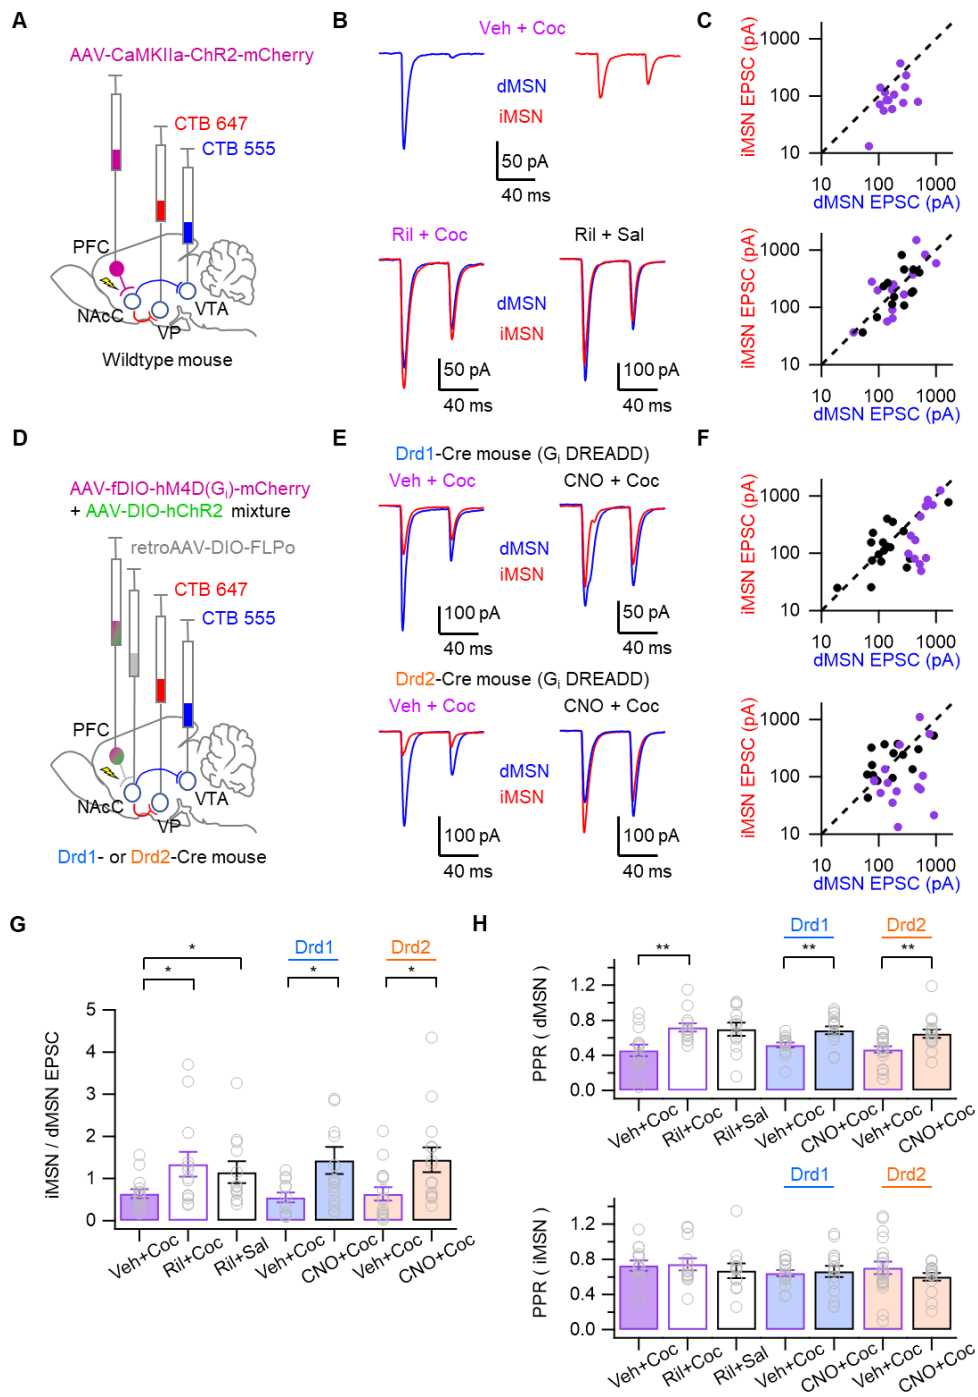 A
AAV-CaMKIIa-ChR2-mCherry
CTB 647
CTB 555
PFC
NAcC
VP
VTA
Wildtype mouse
B
Veh + Coc
dMSN
iMSN
50 pA
40 ms
Ril + Coc
Ril + Sal
dMSN
iMSN
50 pA
40 ms
100 pA
40 ms
C
iMSN EPSC (pA)
1000
100
10
10 100 1000
dMSN EPSC (pA)
iMSN EPSC (pA)
1000
100
10
10 100 1000
dMSN EPSC (pA)
D
AAV-fDIO-hM4D(Gi)-mCherry
+ AAV-DIO-hChR2 mixture
retroAAV-DIO-FLPo
CTB 647
CTB 555
PFC
NAcC
VP
VTA
Drd1- or Drd2-Cre mouse
E
Drd1-Cre mouse (Gi DREADD)
Veh + Coc
CNO + Coc
dMSN
iMSN
100 pA
40 ms
50 pA
40 ms
Drd2-Cre mouse (Gi DREADD)
Veh + Coc
CNO + Coc
dMSN
iMSN
100 pA
40 ms
100 pA
40 ms
F
iMSN EPSC (pA)
1000
100
10
10 100 1000
dMSN EPSC (pA)
iMSN EPSC (pA)
1000
100
10
10 100 1000
dMSN EPSC (pA)
G
Drd1
Drd2
*
*
*
*
iMSN / dMSN EPSC
5
4
3
2
1
0
Veh+Coc
Ril+Coc
Ril+Sal
Veh+Coc
CNO+Coc
Veh+Coc
CNO+Coc
H
Drd1
Drd2
**
**
**
PPR ( dMSN )
1.2
0.8
0.4
0.0
Veh+Coc
Ril+Coc
Ril+Sal
Veh+Coc
CNO+Coc
Veh+Coc
CNO+Coc
Drd1
Drd2
PPR ( iMSN )
1.2
0.8
0.4
0.0
Veh+Coc
Ril+Coc
Ril+Sal
Veh+Coc
CNO+Coc
Veh+Coc
CNO+Coc